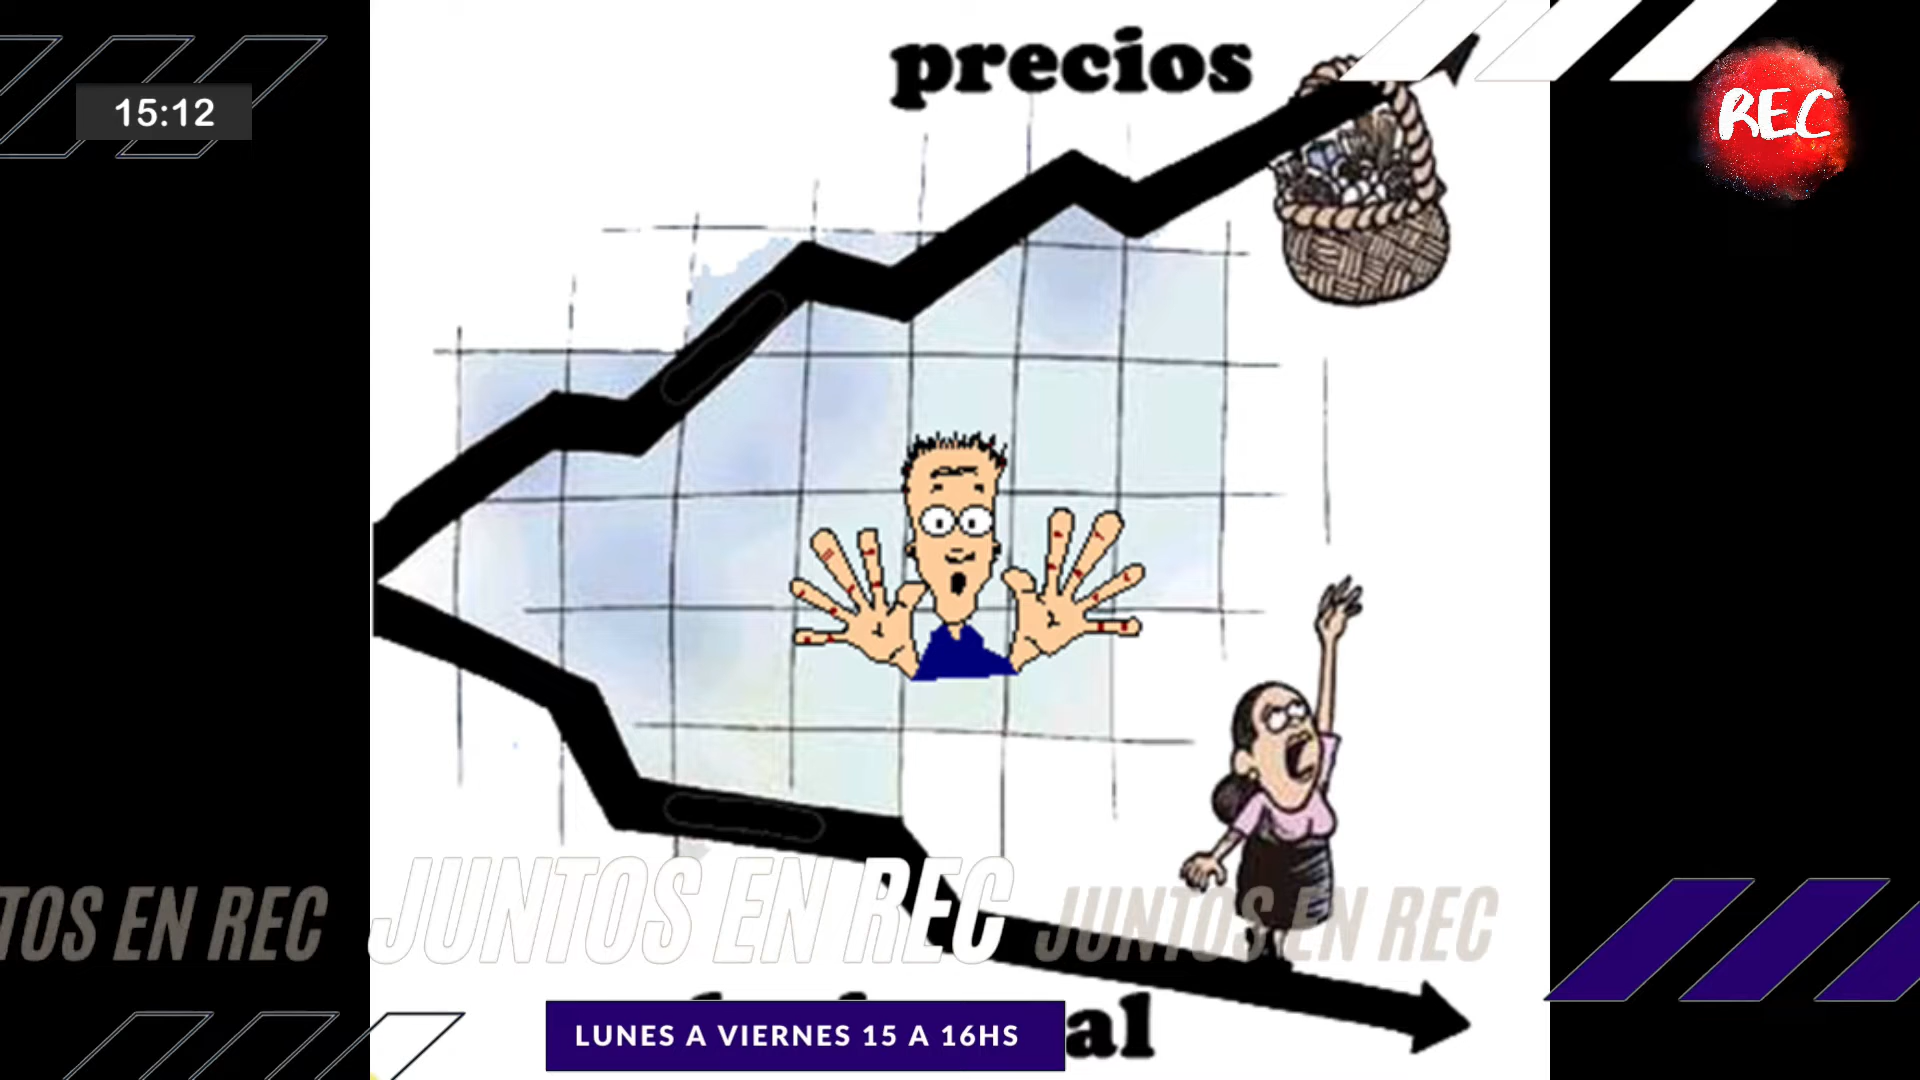 precios
15:12
REC
TOS EN REC
JUNTOS EN REC
JUNTOS EN REC
LUNES A VIERNES 15 A 16HS
al